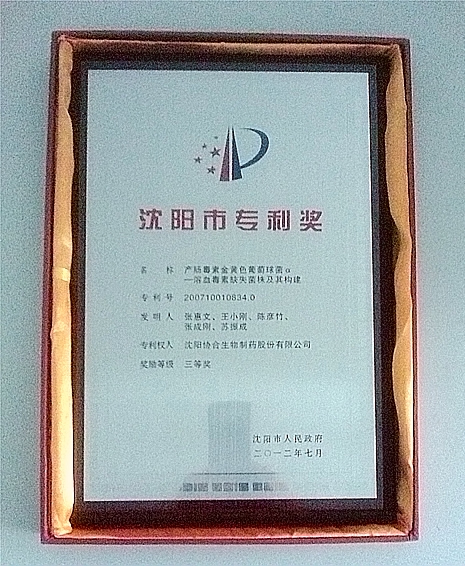 沈阳市专利奖
名 称 产肠毒素金黄色葡萄球菌α
一溶血毒素缺失菌株及其构建
专利号 200710010834.0
发明人 张惠文、王小刚、陈彦竹、
张成刚、苏振成
专利权人 沈阳协合生物制药股份有限公司
奖励等级 三等奖
沈阳市人民政府
二〇一二年七月